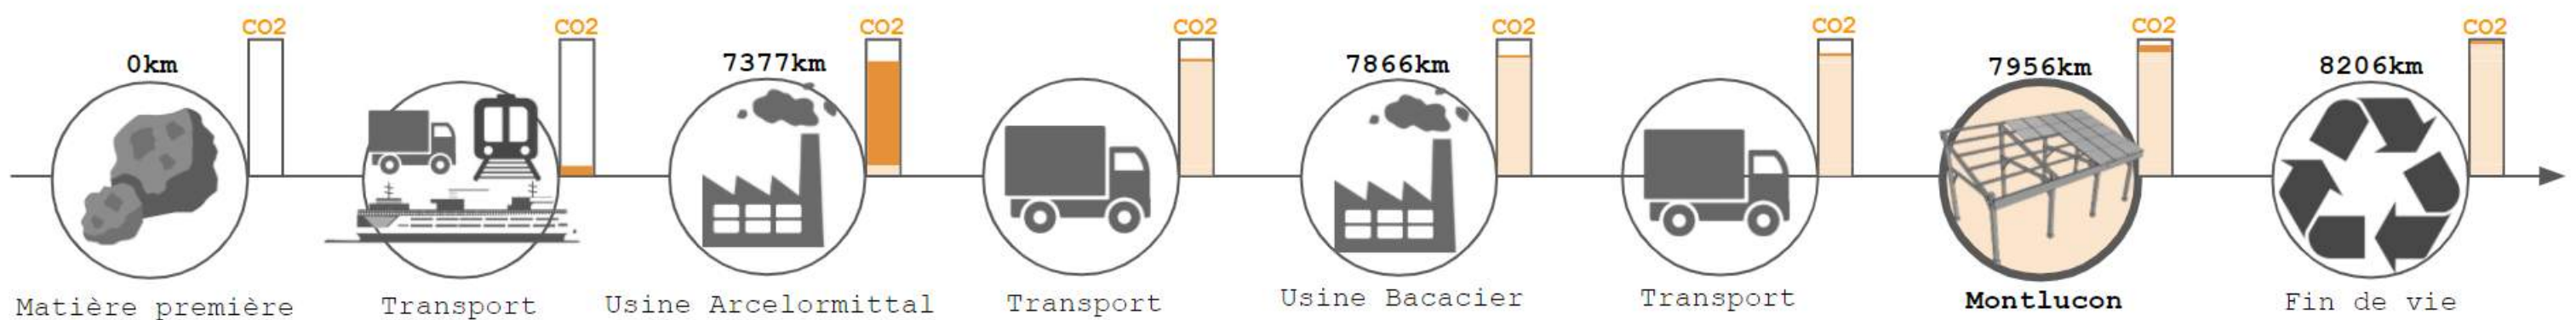 CO2 CO2 CO2 CO2 CO2 CO2 CO2 CO2
0km 7377km 7866km 7956km 8206km
Matière première Transport Usine Arcelormittal Transport Usine Bacacier Transport Montlucon Fin de vie